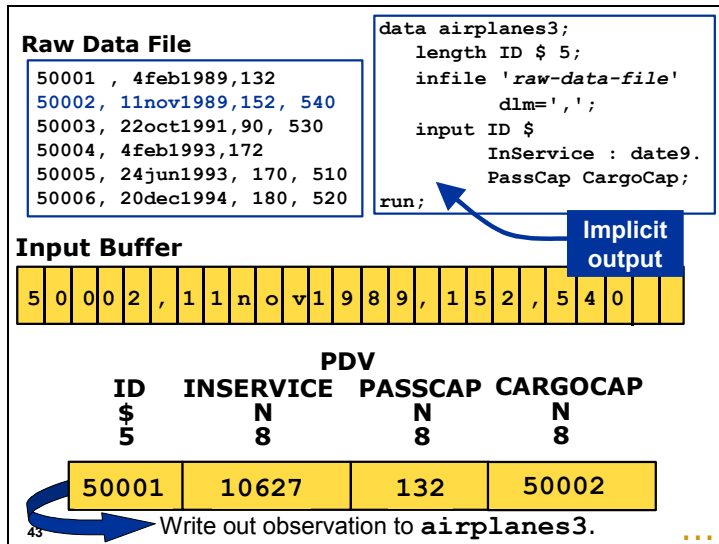 Raw Data File
50001 , 4feb1989,132
50002, 11nov1989,152, 540
50003, 22oct1991,90, 530
50004, 4feb1993,172
50005, 24jun1993, 170, 510
50006, 20dec1994, 180, 520
data airplanes3;
length ID $ 5;
infile 'raw-data-file'
dlm=',';
input ID $
InService : date9.
PassCap CargoCap;
run;
Implicit
output
Input Buffer
5 0 0 0 2 , 1 1 n o v 1 9 8 9 , 1 5 2 , 5 4 0
PDV
ID INSERVICE PASSCAP CARGOCAP
$ N N N
5 8 8 8
50001 10627 132 50002
Write out observation to airplanes3.
43 ...